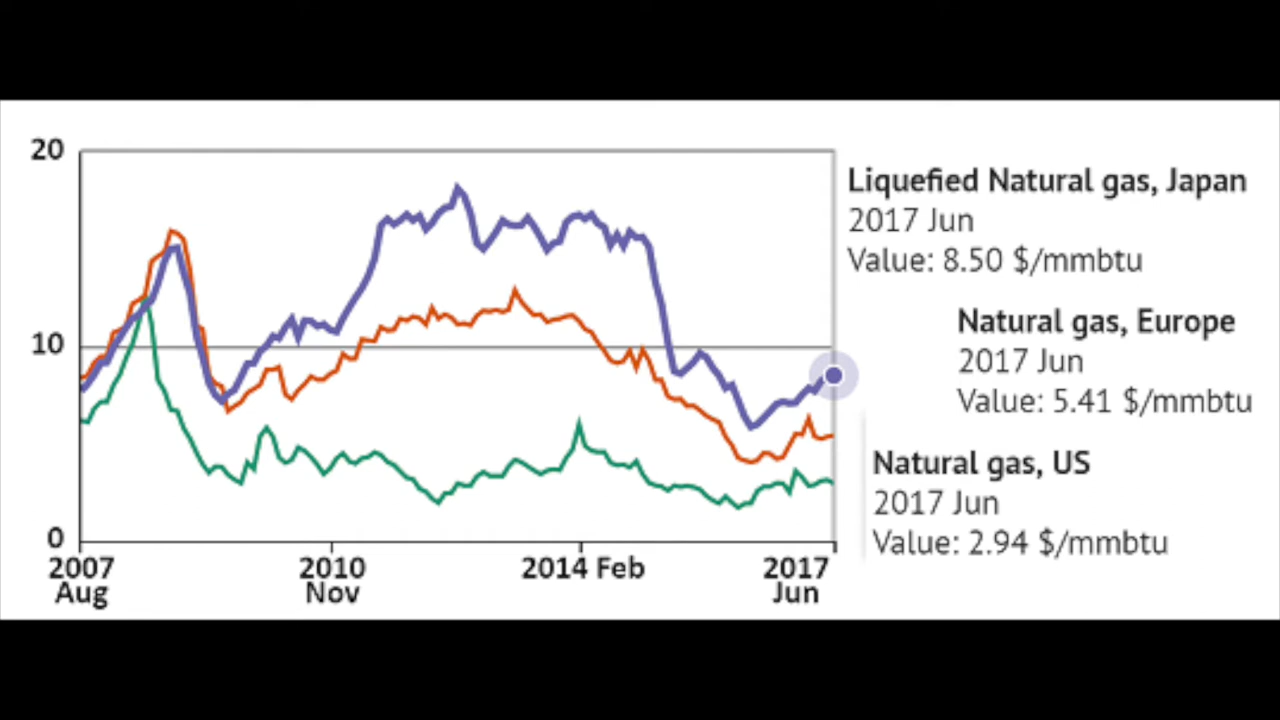 20
10
0
2007
Aug
2010
Nov
2014 Feb
2017
Jun
Liquefied Natural gas, Japan
2017 Jun
Value: 8.50 $/mmbtu
Natural gas, Europe
2017 Jun
Value: 5.41 $/mmbtu
Natural gas, US
2017 Jun
Value: 2.94 $/mmbtu